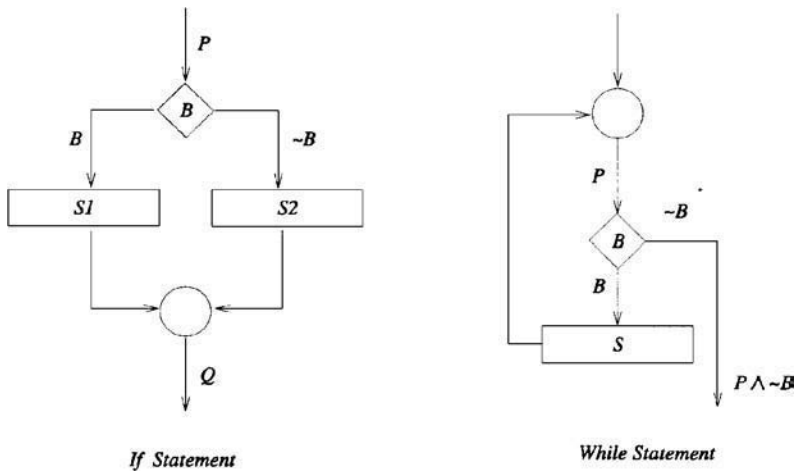 P
B
B
~B
S1
S2
Q
If Statement
P
~B
B
B
S
P ∧ ~B
While Statement